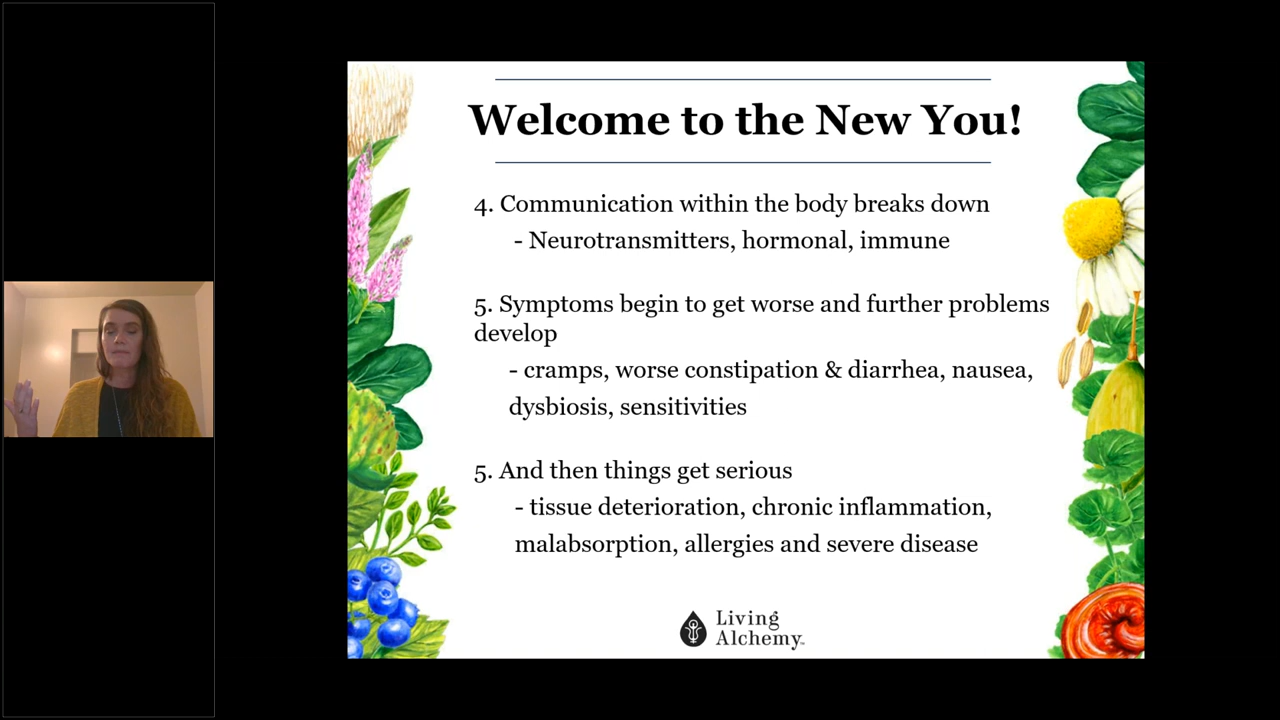 Welcome to the New You!
4. Communication within the body breaks down
- Neurotransmitters, hormonal, immune
5. Symptoms begin to get worse and further problems
develop
- cramps, worse constipation & diarrhea, nausea,
dysbiosis, sensitivities
5. And then things get serious
- tissue deterioration, chronic inflammation,
malabsorption, allergies and severe disease
Living
Alchemy™